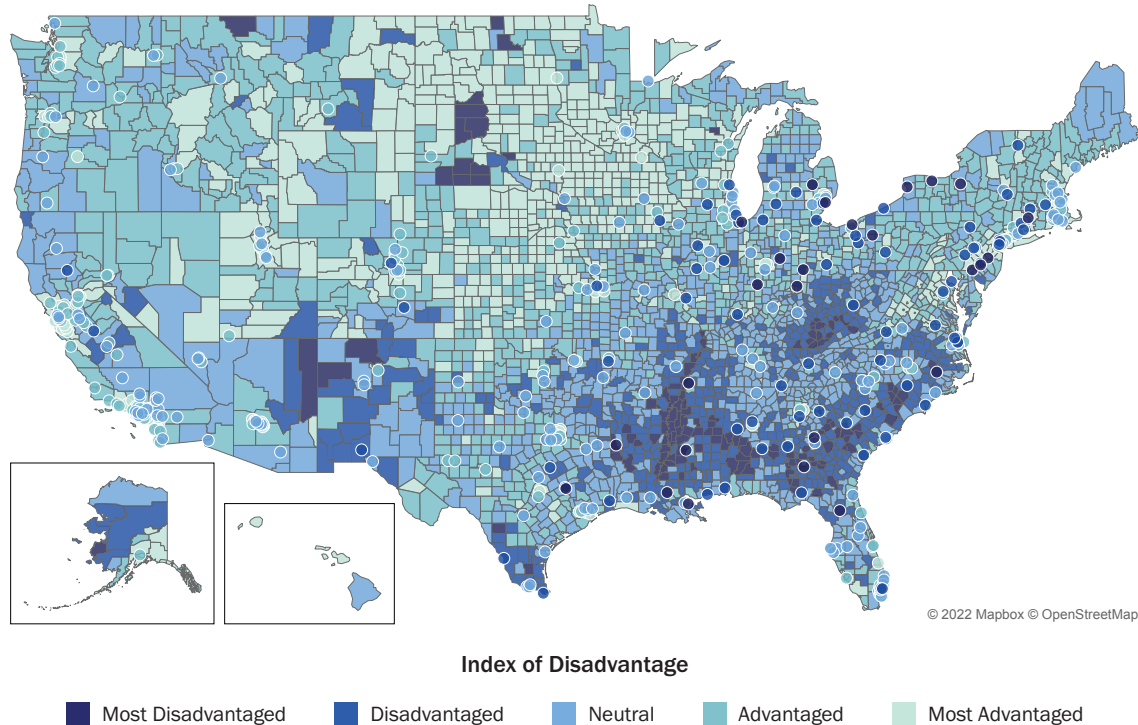 © 2022 Mapbox © OpenStreetMap
Index of Disadvantage
Most Disadvantaged Disadvantaged Neutral Advantaged Most Advantaged